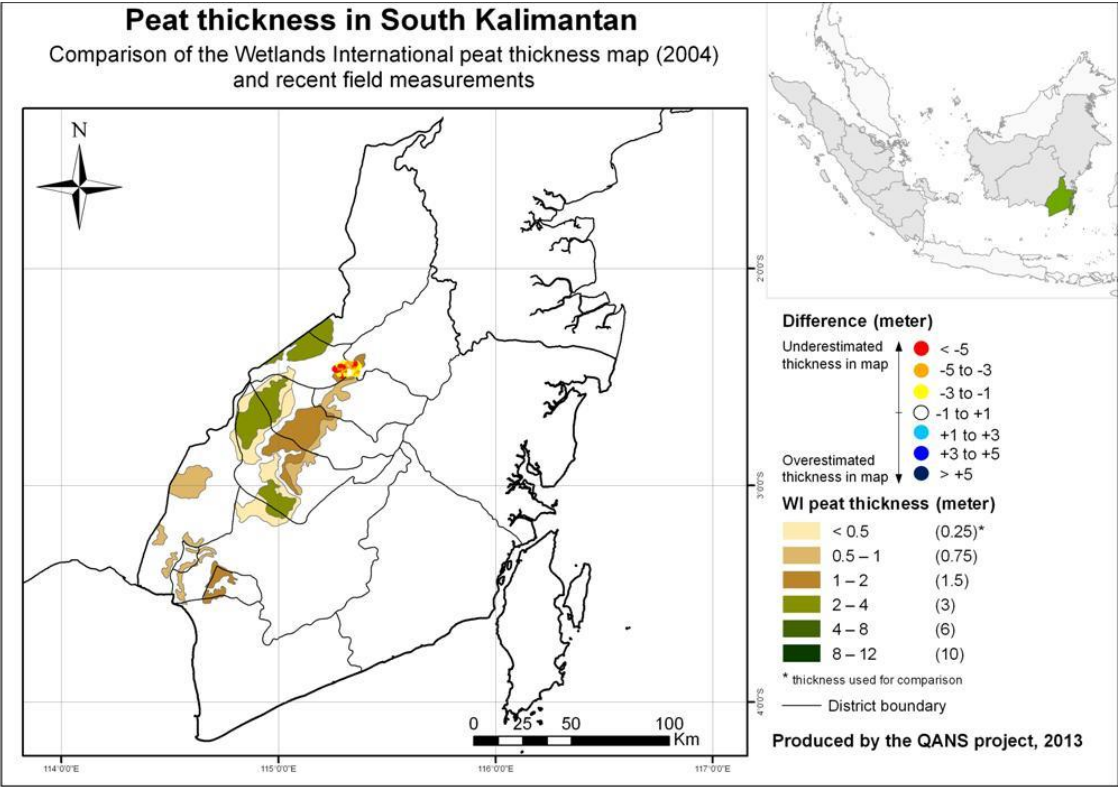 Peat thickness in South Kalimantan
Comparison of the Wetlands International peat thickness map (2004)
and recent field measurements
N
2°0'0"S
3°0'0"S
4°0'0"S
0 25 50 100
Km
114°0'0"E 115°0'0"E 116°0'0"E 117°0'0"E
Difference (meter)
Underestimated
thickness in map
< -5
-5 to -3
-3 to -1
-1 to +1
+1 to +3
+3 to +5
> +5
Overestimated
thickness in map
WI peat thickness (meter)
< 0.5 (0.25)*
0.5 – 1 (0.75)
1 – 2 (1.5)
2 – 4 (3)
4 – 8 (6)
8 – 12 (10)
* thickness used for comparison
District boundary
Produced by the QANS project, 2013